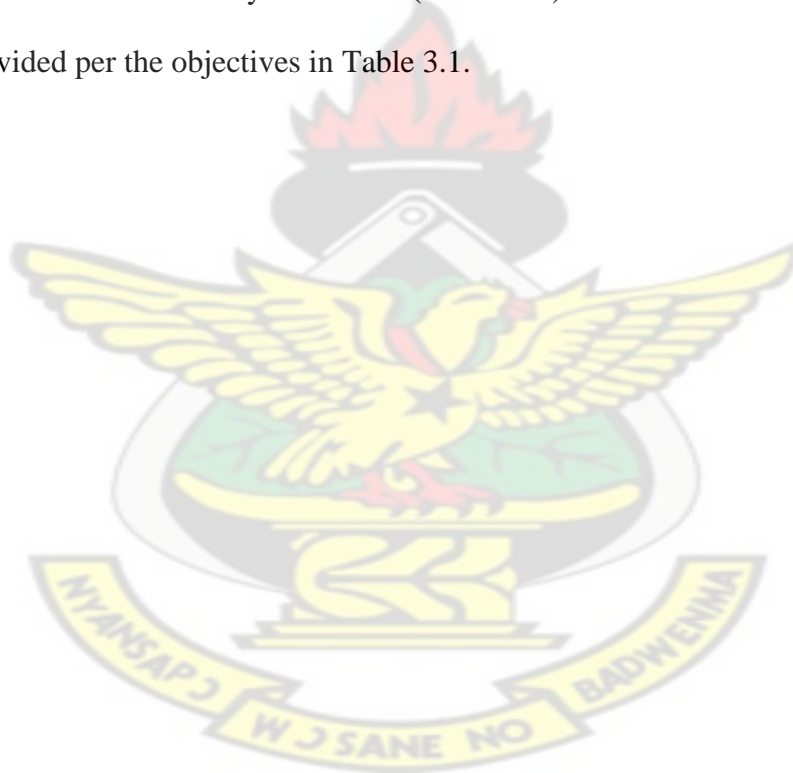 vided per the objectives in Table 3.1.
NYANSAPƆ
WƆSANE NO
BADWENMA